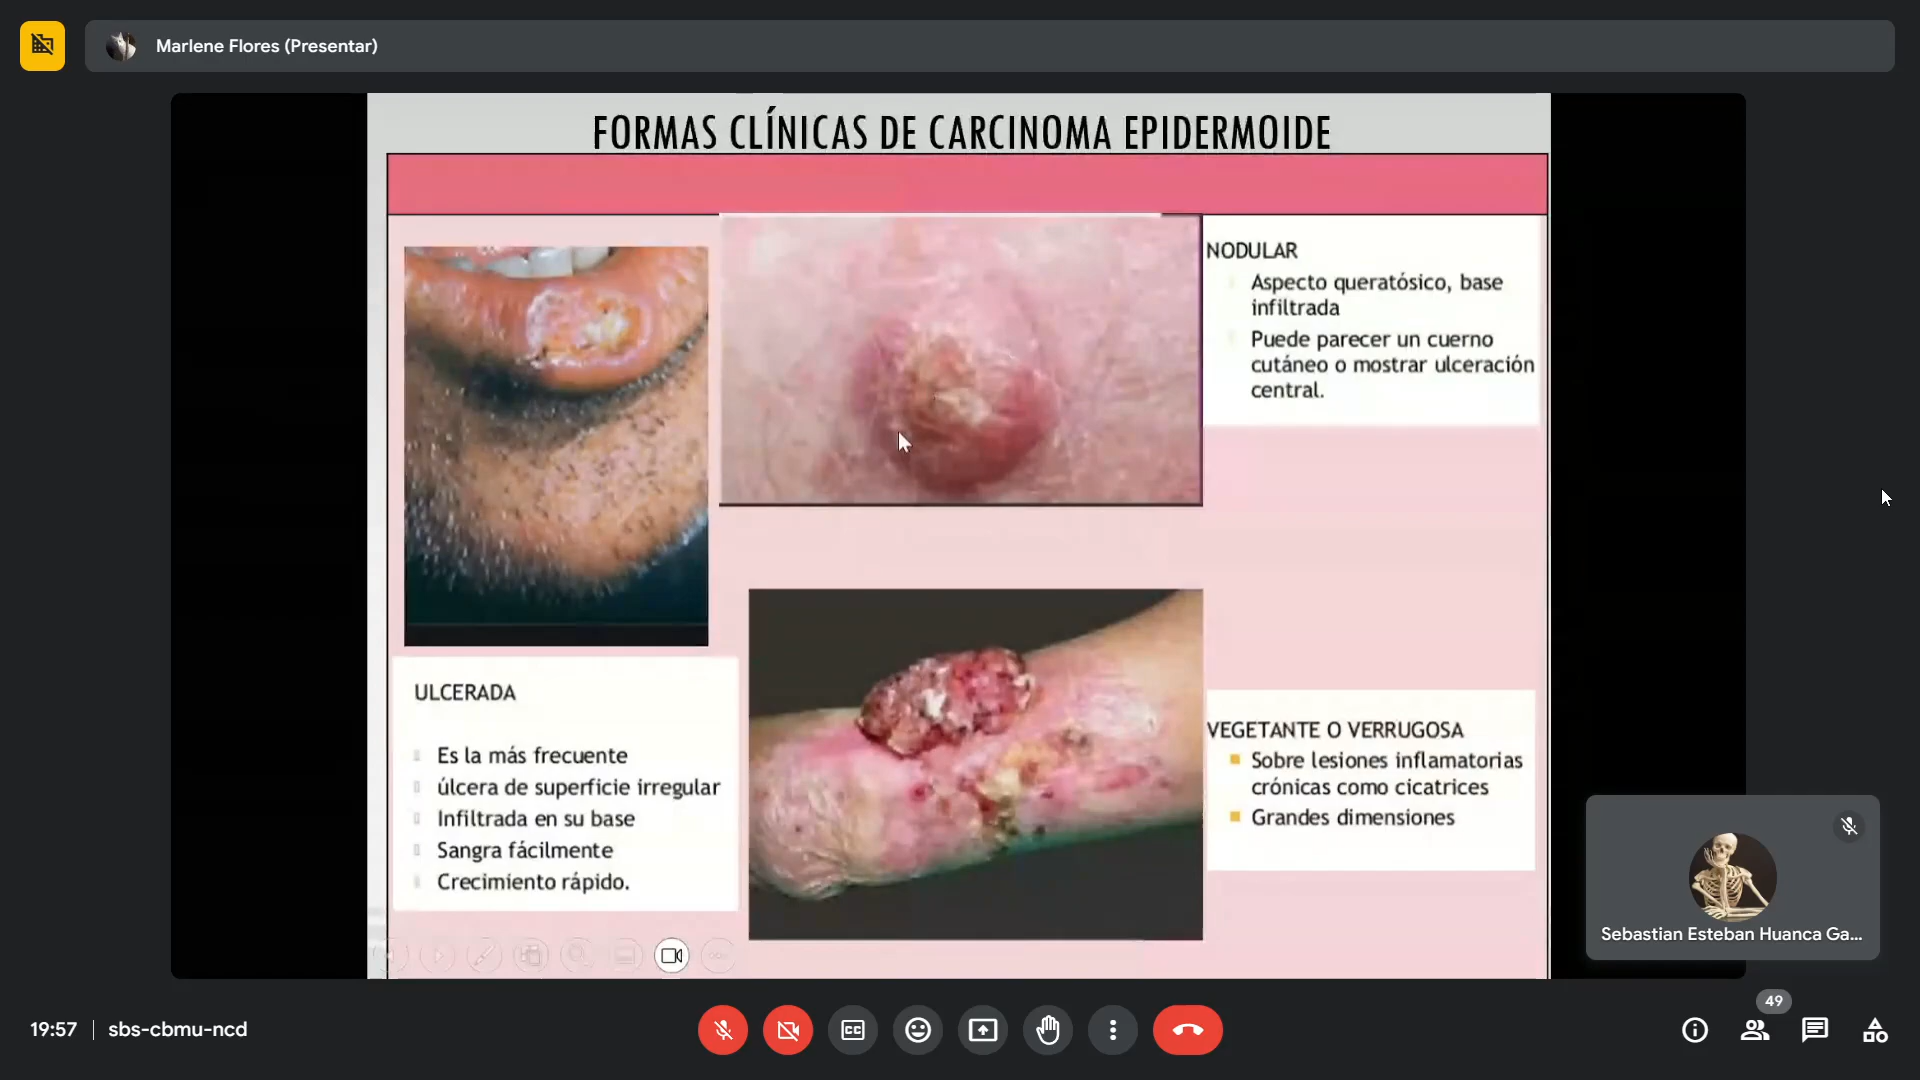 Marlene Flores (Presentar)
FORMAS CLÍNICAS DE CARCINOMA EPIDERMOIDE
NODULAR
Aspecto queratósico, base
infiltrada
Puede parecer un cuerno
cutáneo o mostrar ulceración
central.
ULCERADA
Es la más frecuente
úlcera de superficie irregular
Infiltrada en su base
Sangra fácilmente
Crecimiento rápido.
VEGETANTE O VERRUGOSA
Sobre lesiones inflamatorias
crónicas como cicatrices
Grandes dimensiones
Sebastian Esteban Huanca Ga...
19:57 | sbs-cbmu-ncd
CC
49